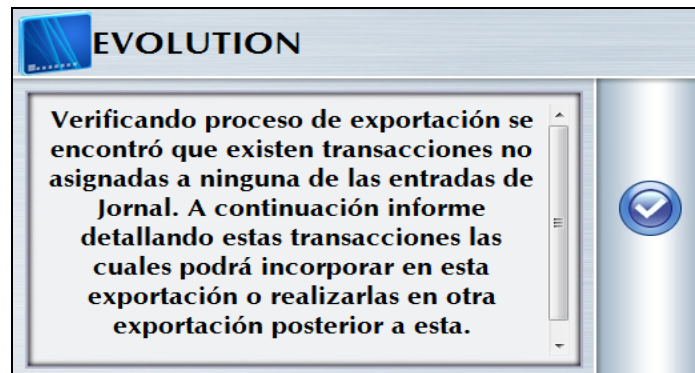 EVOLUTION
Verificando proceso de exportación se
encontró que existen transacciones no
asignadas a ninguna de las entradas de
Jornal. A continuación informe
detallando estas transacciones las
cuales podrá incorporar en esta
exportación o realizarlas en otra
exportación posterior a esta.